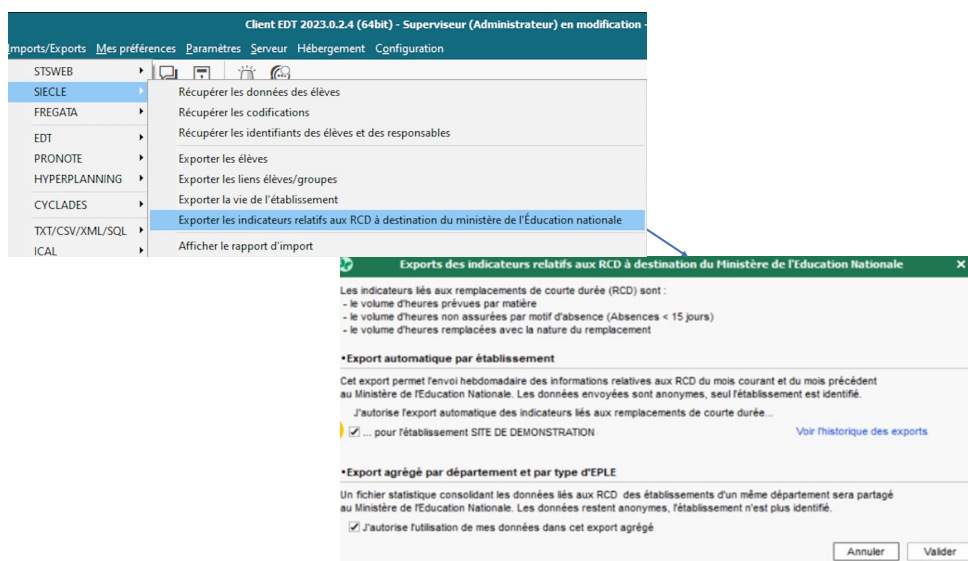 Client EDT 2023.0.2.4 (64bit) - Superviseur (Administrateur) en modification -
Imports/Exports Mes préférences Paramètres Serveur Hébergement Configuration
STSWEB
SIECLE
FREGATA
EDT
PRONOTE
HYPERPLANNING
CYCLADES
TXT/CSV/XML/SQL
ICAL
Récupérer les données des élèves
Récupérer les codifications
Récupérer les identifiants des élèves et des responsables
Exporter les élèves
Exporter les liens élèves/groupes
Exporter la vie de l'établissement
Exporter les indicateurs relatifs aux RCD à destination du ministère de l'Éducation nationale
Afficher le rapport d'import
Exports des indicateurs relatifs aux RCD à destination du Ministère de l'Education Nationale
Les indicateurs liés aux remplacements de courte durée (RCD) sont :
- le volume d'heures prévues par matière
- le volume d'heures non assurées par motif d'absence (Absences < 15 jours)
- le volume d'heures remplacées avec la nature du remplacement
•Export automatique par établissement
Cet export permet l'envoi hebdomadaire des informations relatives aux RCD du mois courant et du mois précédent
au Ministère de l'Education Nationale. Les données envoyées sont anonymes, seul l'établissement est identifié.
J'autorise l'export automatique des indicateurs liés aux remplacements de courte durée...
... pour l'établissement SITE DE DEMONSTRATION
Voir l'historique des exports
•Export agrégé par département et par type d'EPLE
Un fichier statistique consolidant les données liés aux RCD des établissements d'un même département sera partagé
au Ministère de l'Education Nationale. Les données restent anonymes, l'établissement n'est plus identifié.
J'autorise l'utilisation de mes données dans cet export agrégé
Annuler Valider